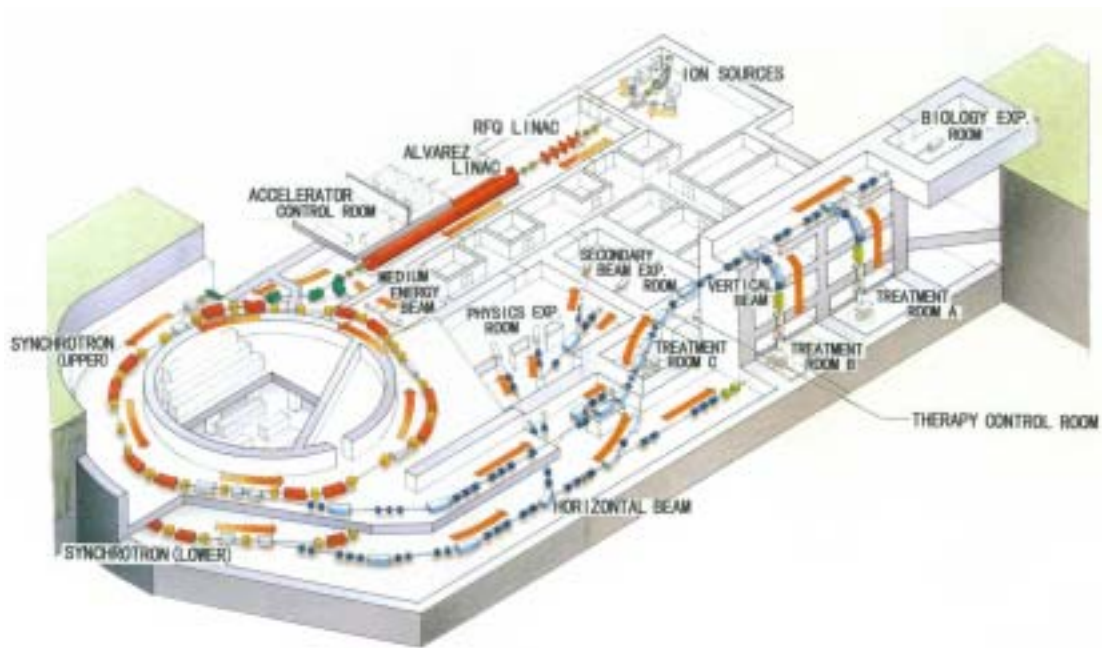 ION SOURCES
RFQ LINAC
BIOLOGY EXP.
ROOM
ALVAREZ
LINAC
ACCELERATOR
CONTROL ROOM
SECONDARY
BEAM EXP.
ROOM
MEDIUM
ENERGY
BEAM
VERTICAL
BEAM
TREATMENT
ROOM A
PHYSICS EXP
ROOM
SYNCHROTRON
(UPPER)
TREATMENT
ROOM C
TREATMENT
ROOM B
THERAPY CONTROL ROOM
HORIZONTAL BEAM
SYNCHROTRON (LOWER)